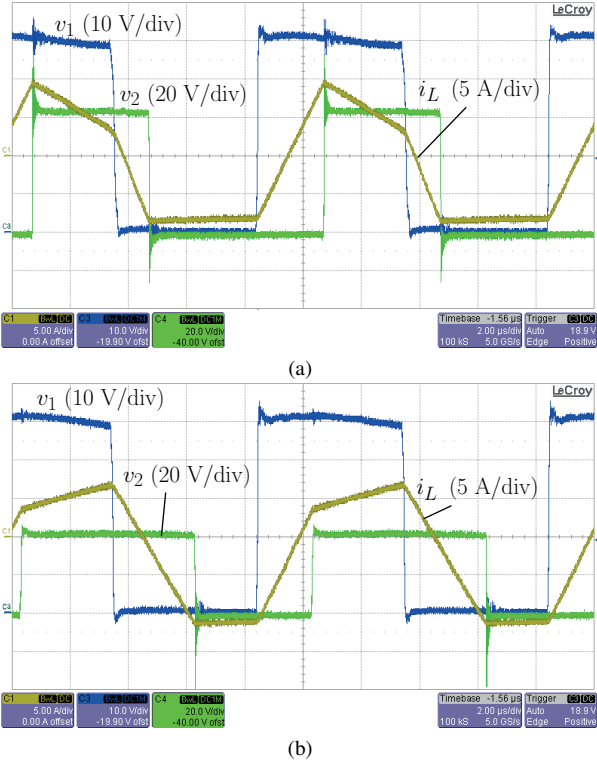 LeCroy
v1 (10 V/div)
v2 (20 V/div)
iL (5 A/div)
C1
C3
C1 BwL DC
5.00 A/div
0.00 A offset
C3 BwL DC1M
10.0 V/div
-19.90 V ofst
C4 BwL DC1M
20.0 V/div
-40.00 V ofst
Timebase -1.56 µs
2.00 µs/div
100 kS 5.0 GS/s
Trigger C3 DC
Auto 18.9 V
Edge Positive
(a)
LeCroy
v1 (10 V/div)
v2 (20 V/div)
iL (5 A/div)
C1
C3
C1 BwL DC
5.00 A/div
0.00 A offset
C3 BwL DC1M
10.0 V/div
-19.90 V ofst
C4 BwL DC1M
20.0 V/div
-40.00 V ofst
Timebase -1.56 µs
2.00 µs/div
100 kS 5.0 GS/s
Trigger C3 DC
Auto 18.9 V
Edge Positive
(b)